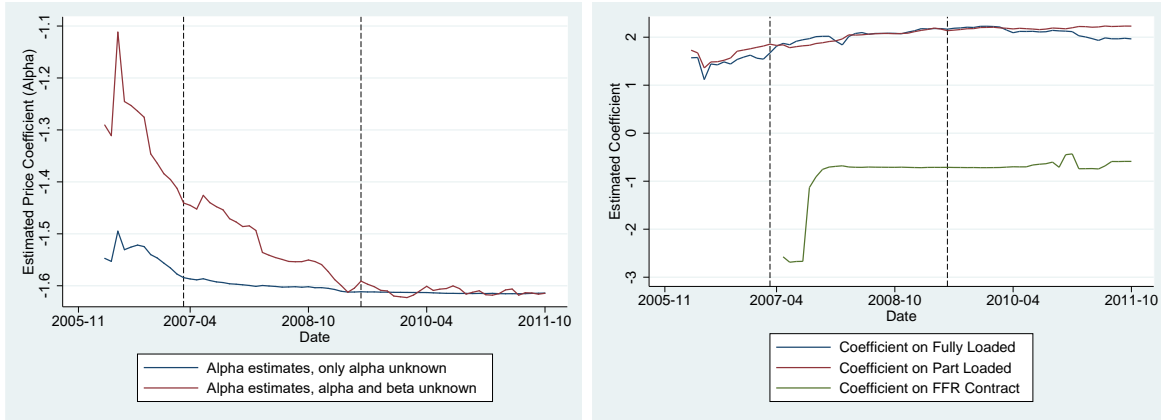 Estimated Price Coefficient (Alpha)
-1.1
-1.2
-1.3
-1.4
-1.5
-1.6
2005-11
2007-04
2008-10
2010-04
2011-10
Date
Alpha estimates, only alpha unknown
Alpha estimates, alpha and beta unknown
Estimated Coefficient
2
1
0
-1
-2
-3
2005-11
2007-04
2008-10
2010-04
2011-10
Date
Coefficient on Fully Loaded
Coefficient on Part Loaded
Coefficient on FFR Contract